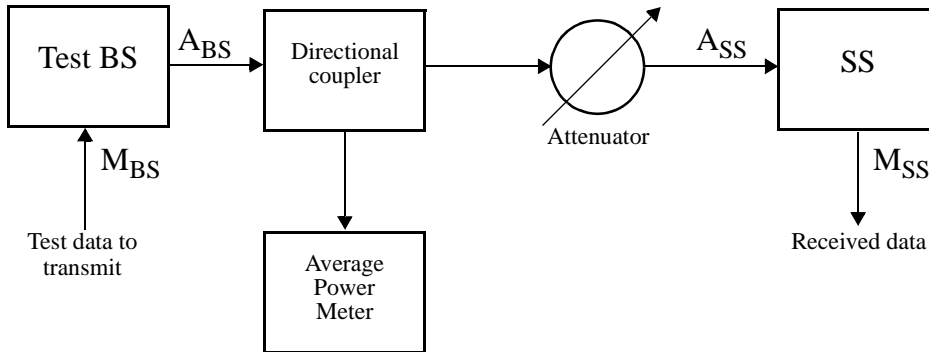 Test BS
A_BS
Directional
coupler
A_SS
SS
Attenuator
M_BS
M_SS
Test data to
transmit
Average
Power
Meter
Received data